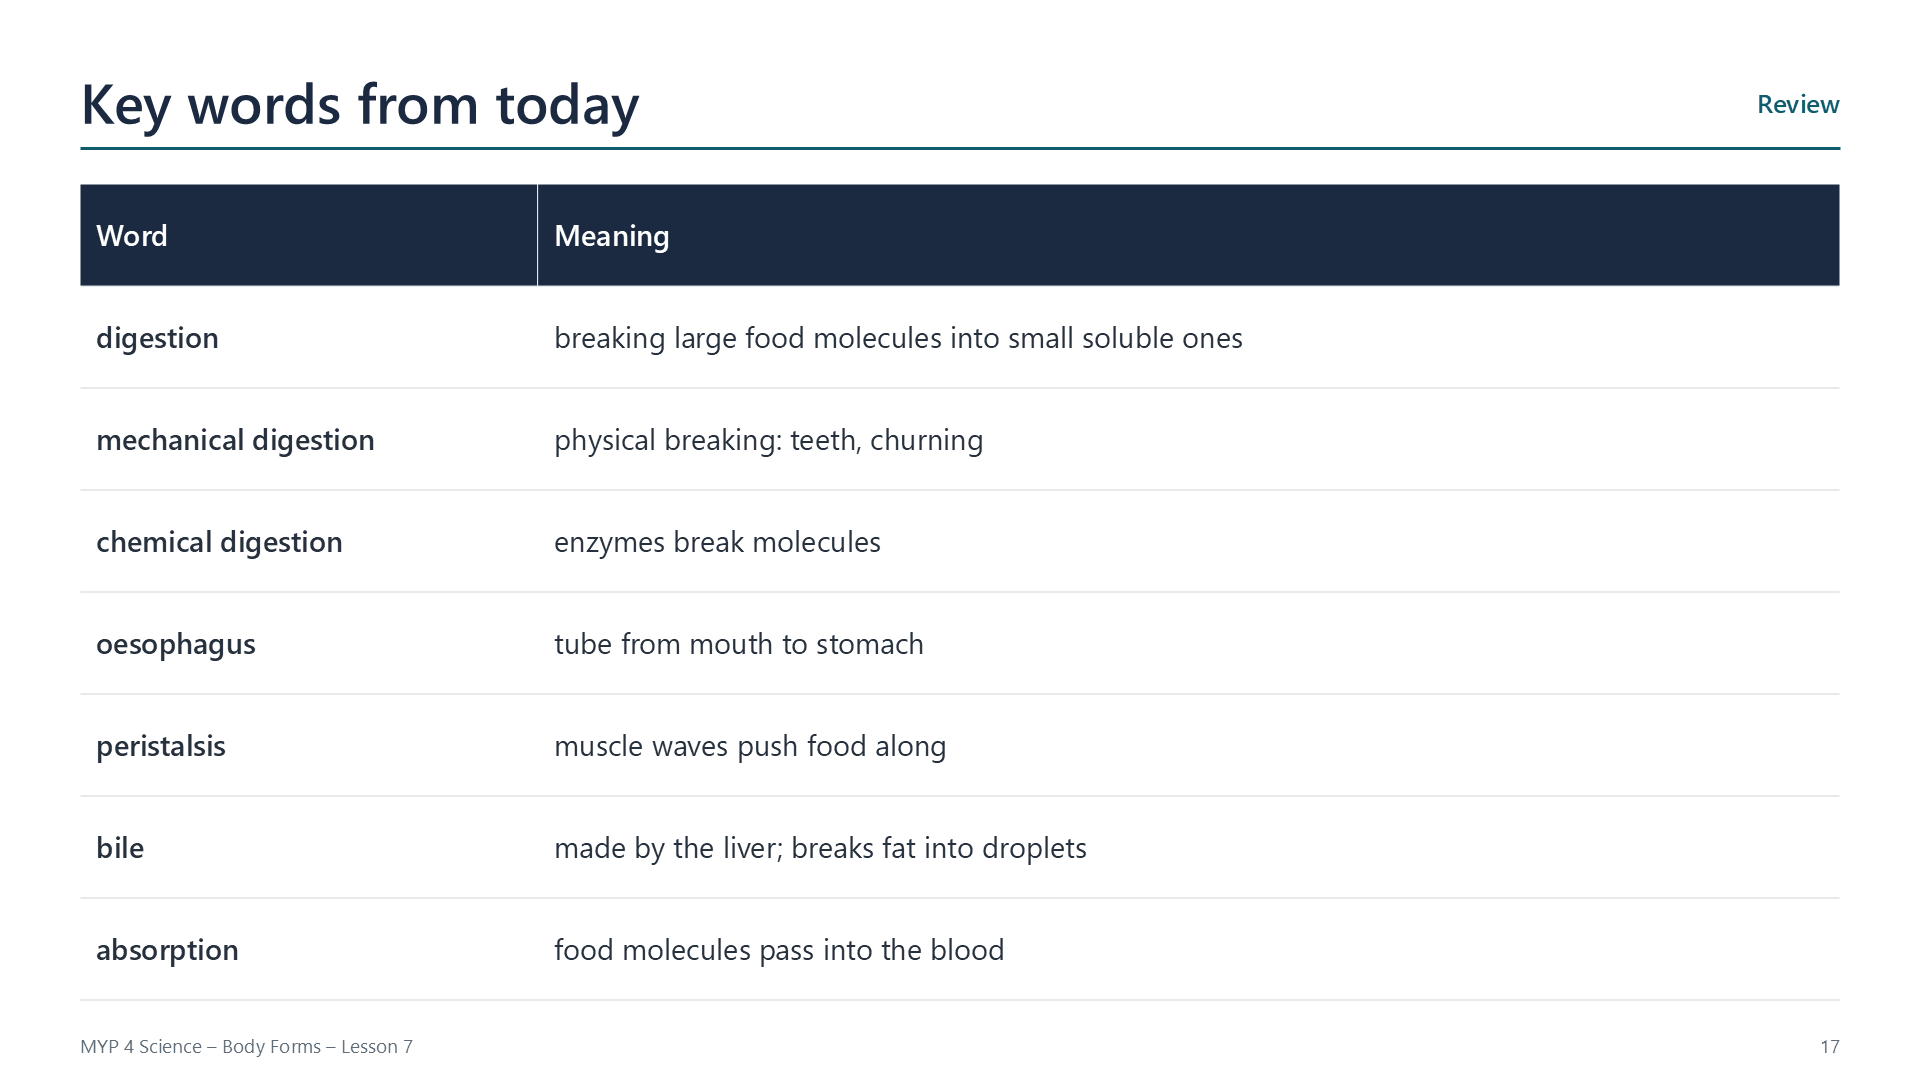 Key words from today
Review
Word
Meaning
digestion
breaking large food molecules into small soluble ones
mechanical digestion
physical breaking: teeth, churning
chemical digestion
enzymes break molecules
oesophagus
tube from mouth to stomach
peristalsis
muscle waves push food along
bile
made by the liver; breaks fat into droplets
absorption
food molecules pass into the blood
MYP 4 Science – Body Forms – Lesson 7
17